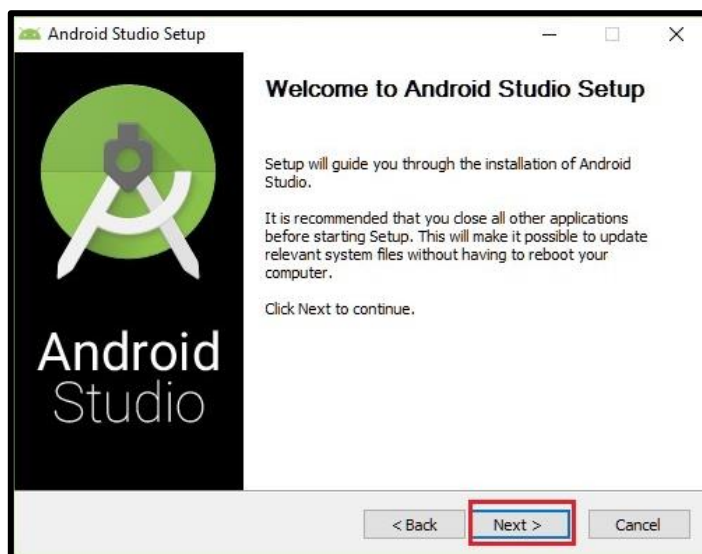 Android Studio Setup
Welcome to Android Studio Setup
Setup will guide you through the installation of Android
Studio.
It is recommended that you close all other applications
before starting Setup. This will make it possible to update
relevant system files without having to reboot your
computer.
Click Next to continue.
Android
Studio
< Back
Next >
Cancel